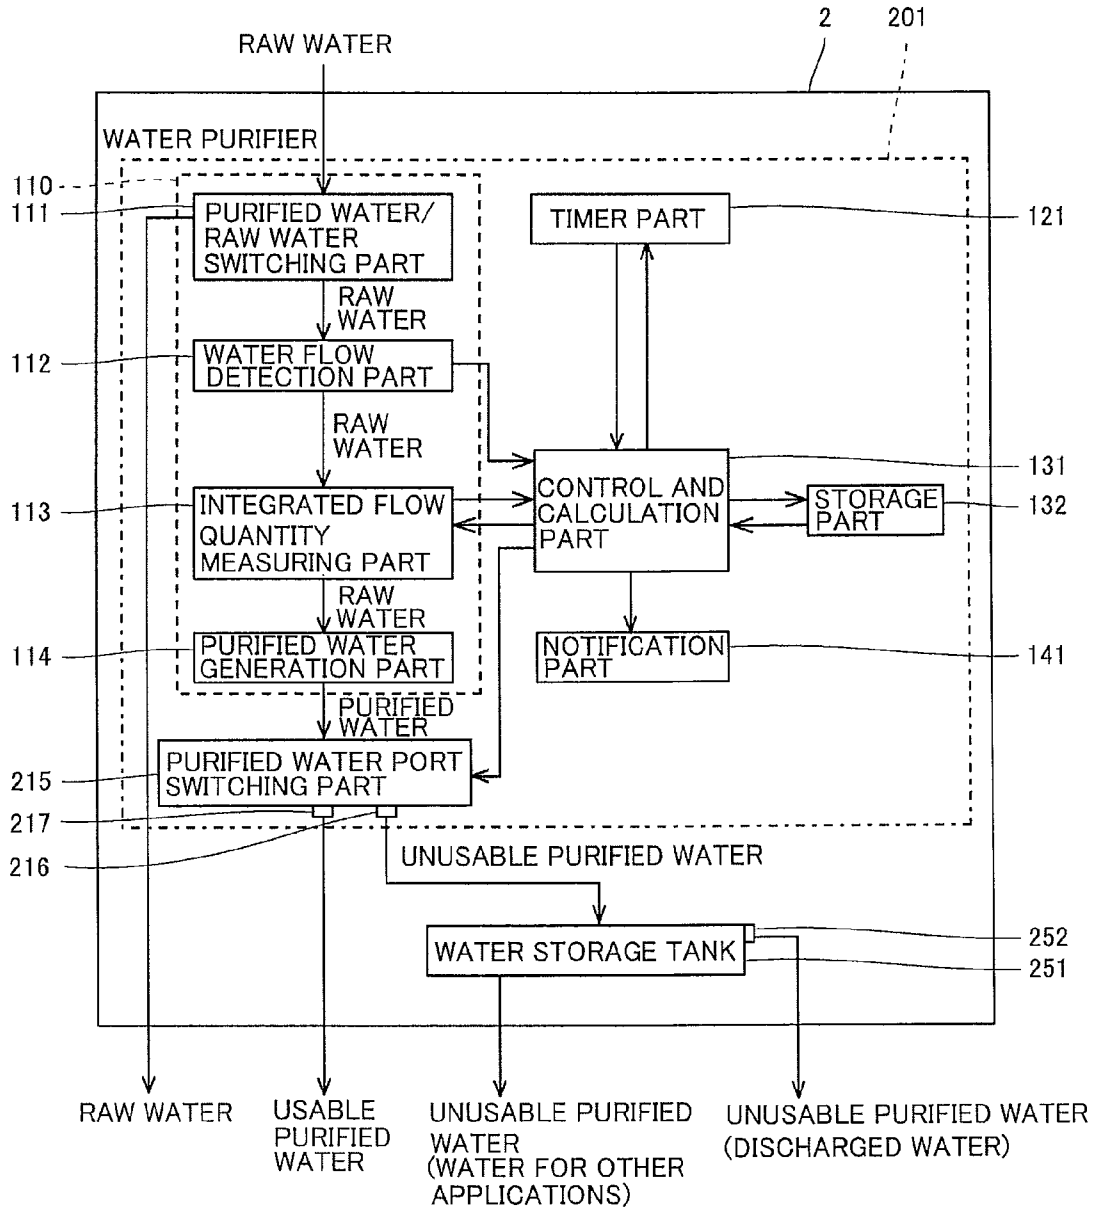 2
201
RAW WATER
WATER PURIFIER
110
111
PURIFIED WATER/
RAW WATER
SWITCHING PART
TIMER PART
121
RAW
WATER
112
WATER FLOW
DETECTION PART
RAW
WATER
131
113
INTEGRATED FLOW
QUANTITY
MEASURING PART
CONTROL AND
CALCULATION
PART
STORAGE
PART
132
RAW
WATER
114
PURIFIED WATER
GENERATION PART
NOTIFICATION
PART
141
PURIFIED
WATER
215
PURIFIED WATER PORT
SWITCHING PART
217
216
UNUSABLE PURIFIED WATER
252
WATER STORAGE TANK
251
RAW WATER
USABLE
PURIFIED
WATER
UNUSABLE PURIFIED
WATER
(WATER FOR OTHER
APPLICATIONS)
UNUSABLE PURIFIED WATER
(DISCHARGED WATER)